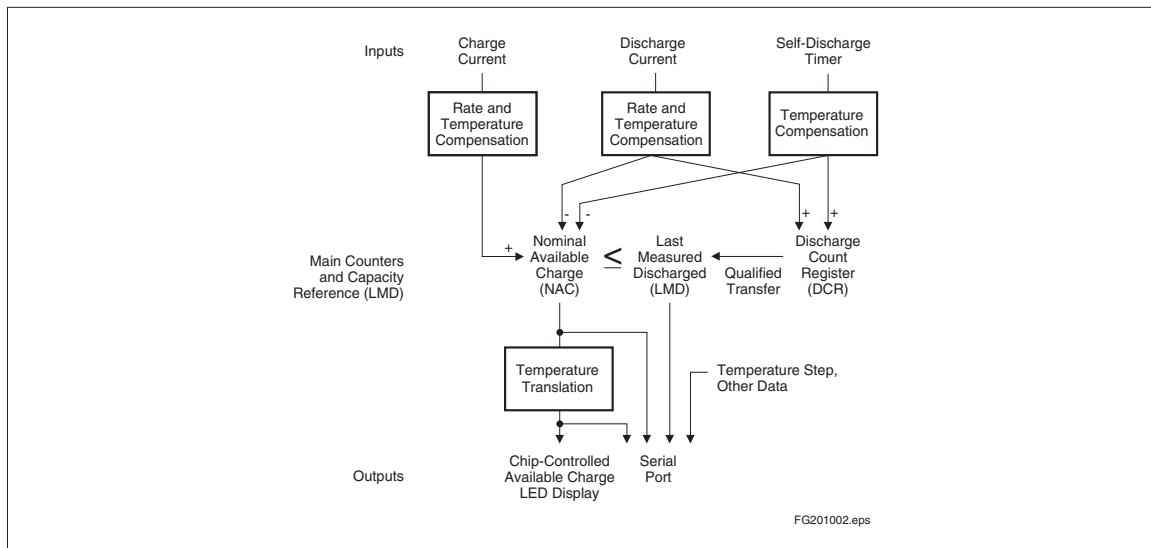 Inputs
Charge
Current
Discharge
Current
Self-Discharge
Timer
Rate and
Temperature
Compensation
Rate and
Temperature
Compensation
Temperature
Compensation
-
-
+
+
+
Main Counters
and Capacity
Reference (LMD)
Nominal
Available
Charge
(NAC)
≤
Last
Measured
Discharged
(LMD)
Qualified
Transfer
Discharge
Count
Register
(DCR)
Temperature
Translation
Temperature Step,
Other Data
Outputs
Chip-Controlled
Available Charge
LED Display
Serial
Port
FG201002.eps